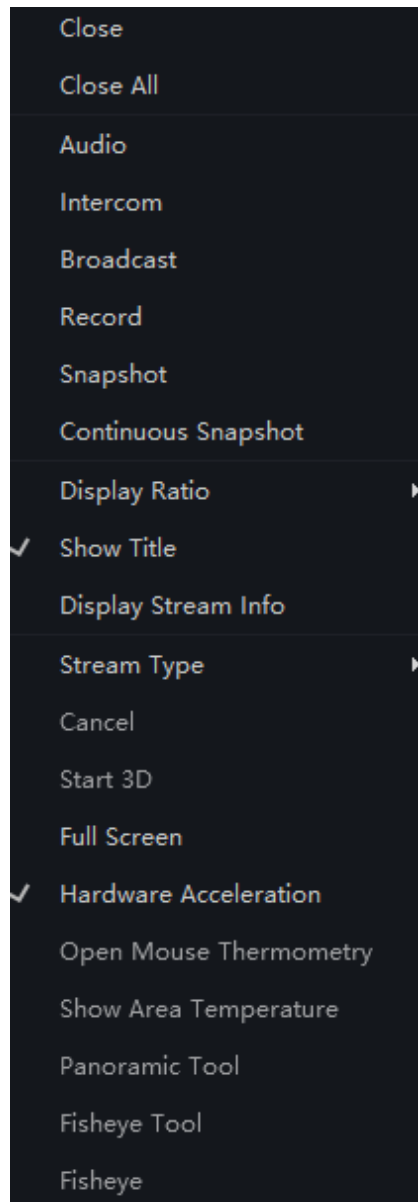 Close
Close All
Audio
Intercom
Broadcast
Record
Snapshot
Continuous Snapshot
Display Ratio
Show Title
Display Stream Info
Stream Type
Cancel
Start 3D
Full Screen
Hardware Acceleration
Open Mouse Thermometry
Show Area Temperature
Panoramic Tool
Fisheye Tool
Fisheye